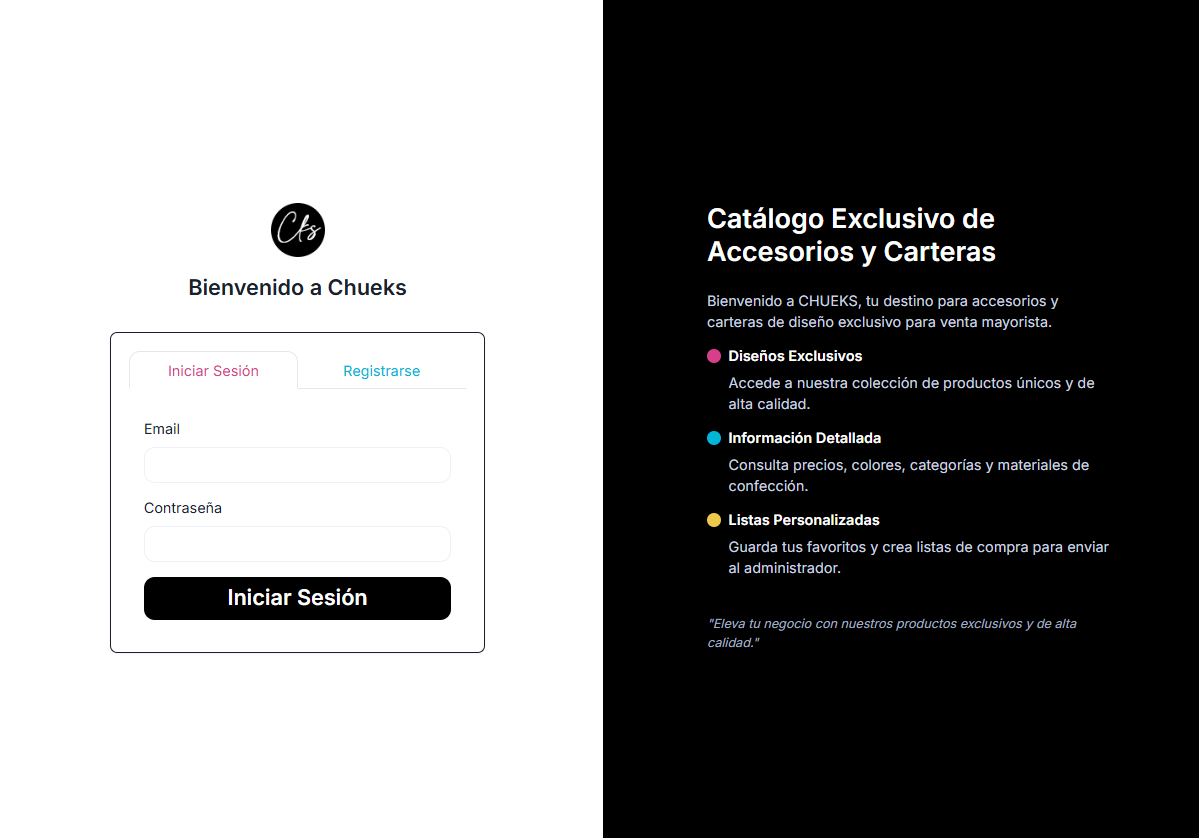 Cks
Bienvenido a Chueks
Iniciar Sesión
Registrarse
Email
Contraseña
Iniciar Sesión
Catálogo Exclusivo de
Accesorios y Carteras
Bienvenido a CHUEKS, tu destino para accesorios y
carteras de diseño exclusivo para venta mayorista.
Diseños Exclusivos
Accede a nuestra colección de productos únicos y de
alta calidad.
Información Detallada
Consulta precios, colores, categorías y materiales de
confección.
Listas Personalizadas
Guarda tus favoritos y crea listas de compra para enviar
al administrador.
"Eleva tu negocio con nuestros productos exclusivos y de alta
calidad."